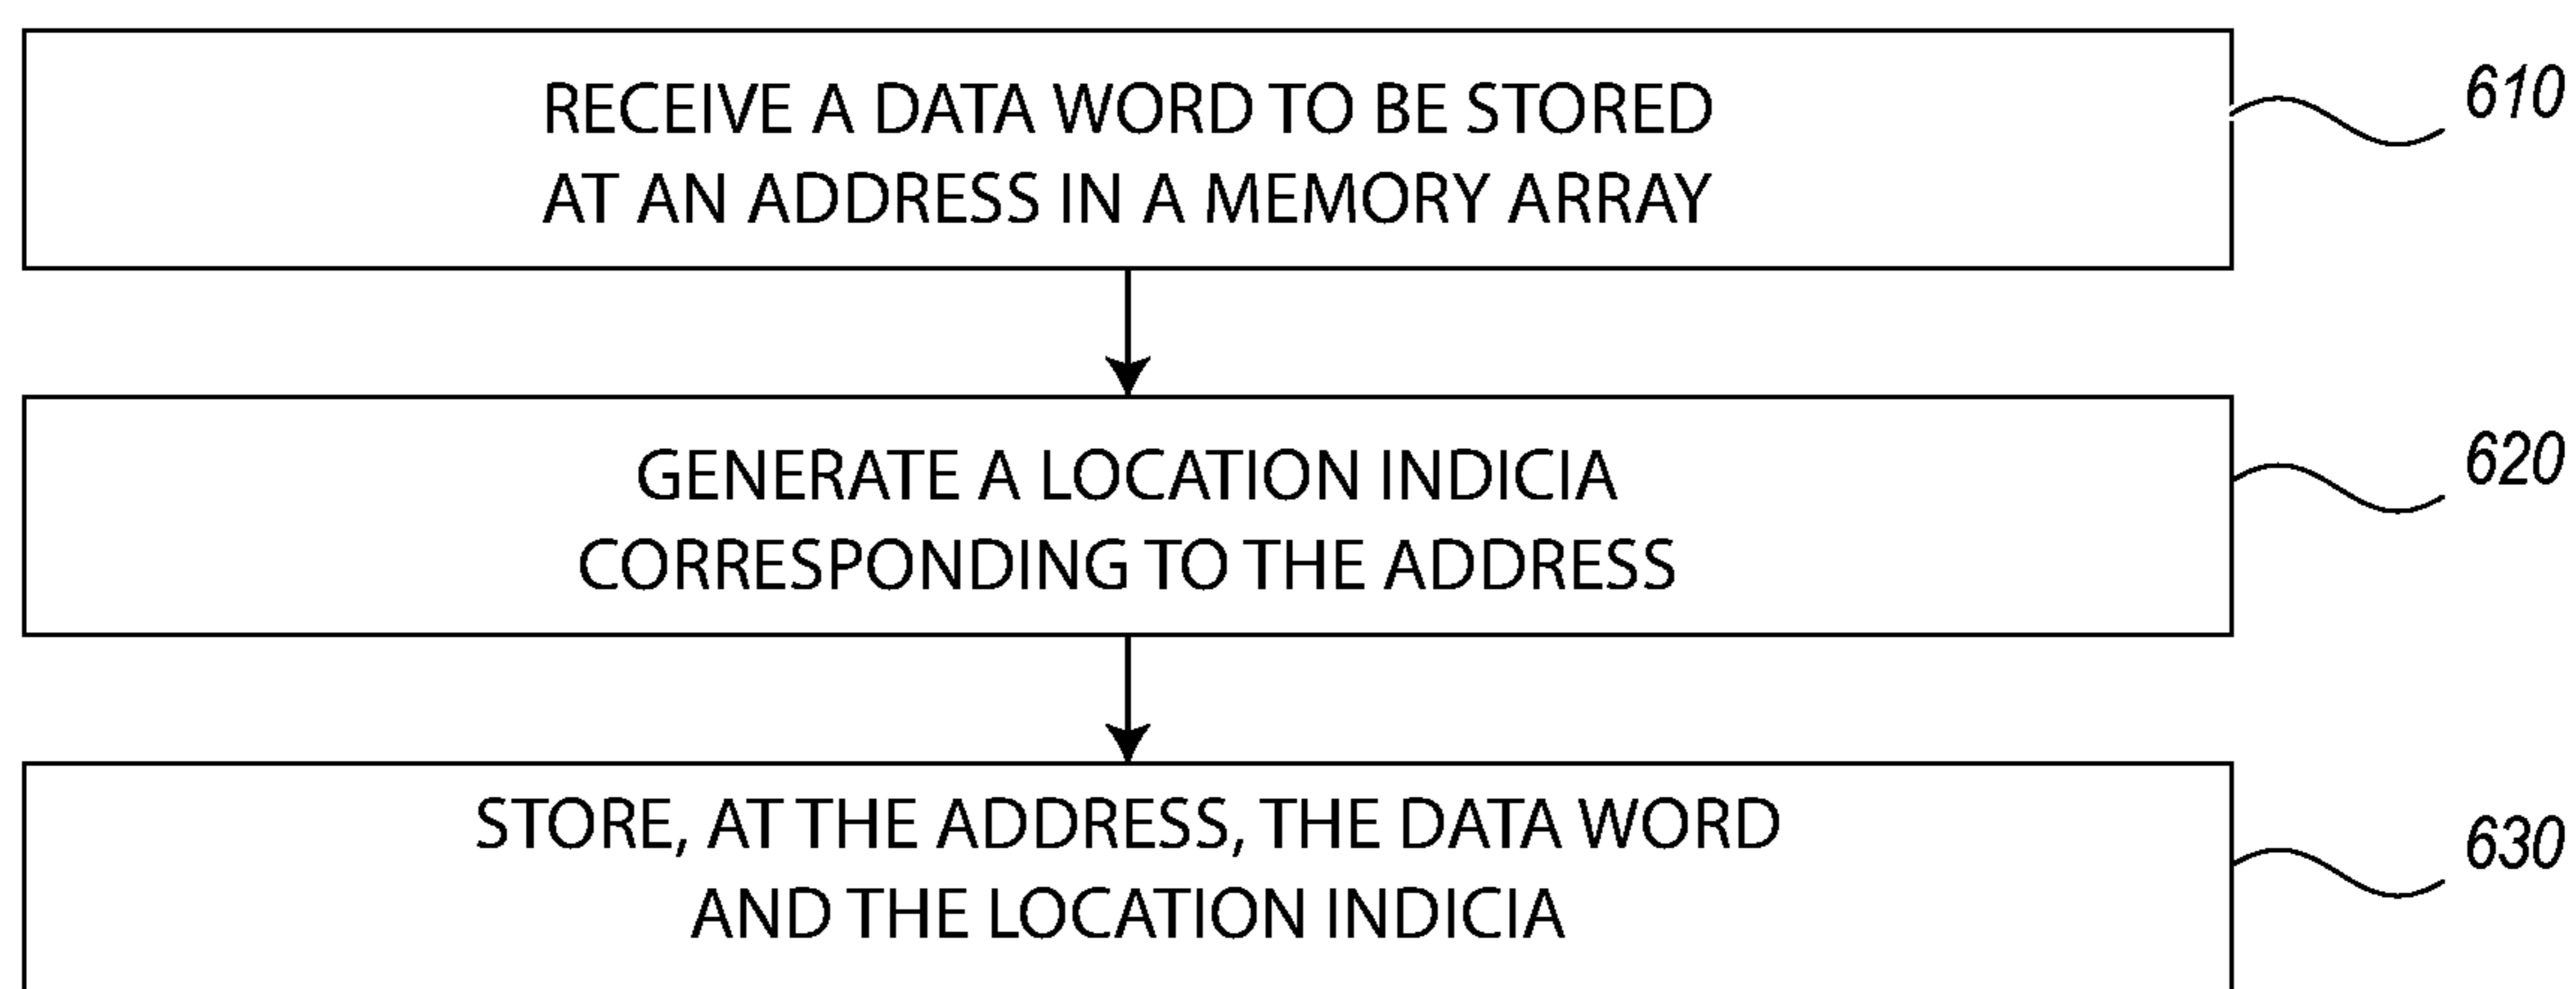 RECEIVE A DATA WORD TO BE STORED
AT AN ADDRESS IN A MEMORY ARRAY
610
GENERATE A LOCATION INDICIA
CORRESPONDING TO THE ADDRESS
620
STORE, AT THE ADDRESS, THE DATA WORD
AND THE LOCATION INDICIA
630